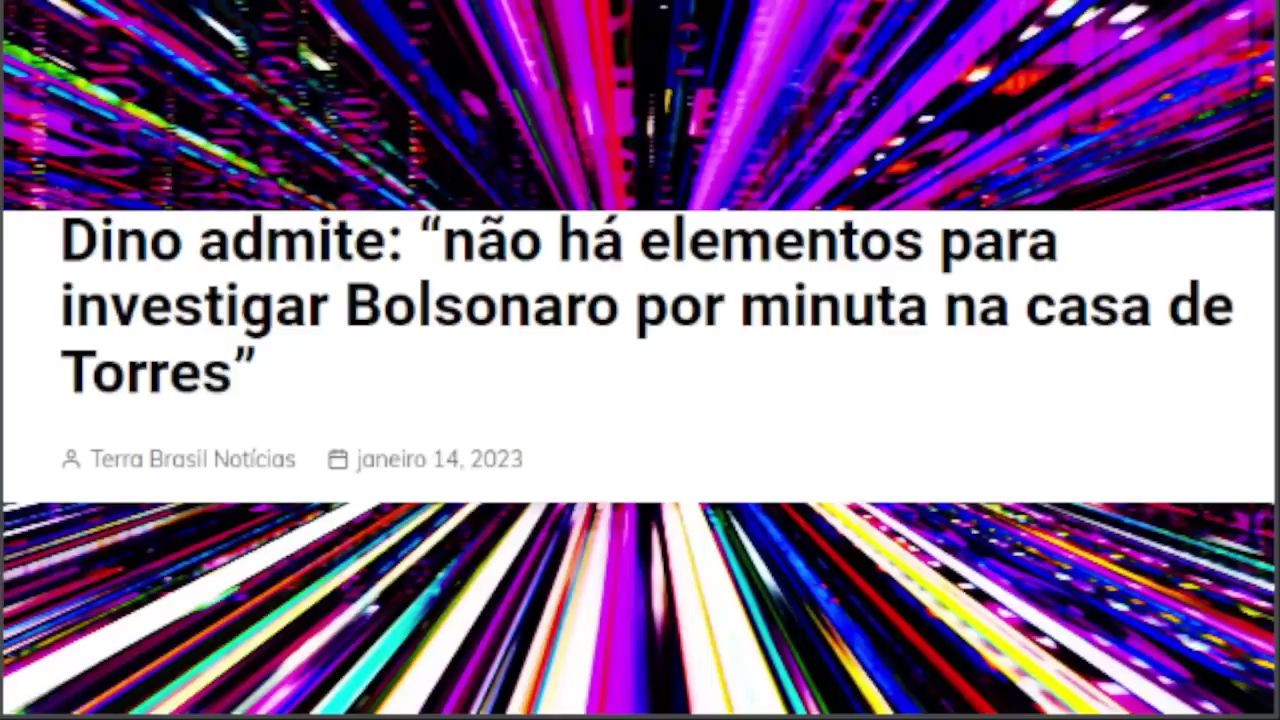 Dino admite: “não há elementos para
investigar Bolsonaro por minuta na casa de
Torres”
Terra Brasil Notícias janeiro 14, 2023